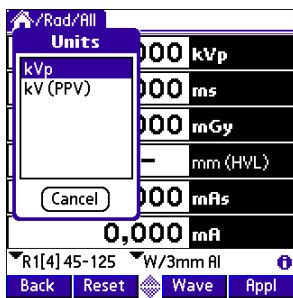 /Rad/All
Units
kVp
kV (PPV)
Cancel
000 kVp
000 ms
000 mGy
– mm (HVL)
000 mAs
0,000 mA
R1[4] 45-125 W/3mm Al i
Back Reset Wave Appl